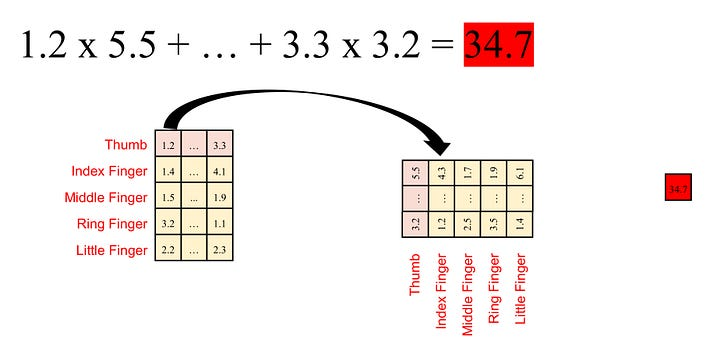 1.2 x 5.5 + … + 3.3 x 3.2 = 34.7
Thumb 1.2 … 3.3
Index Finger 1.4 … 4.1
Middle Finger 1.5 ... 1.9
Ring Finger 3.2 … 1.1
Little Finger 2.2 … 2.3
5.5 4.3 1.7 1.9 6.1
… … … … …
3.2 1.2 2.5 3.5 1.4
Thumb
Index Finger
Middle Finger
Ring Finger
Little Finger
34.7